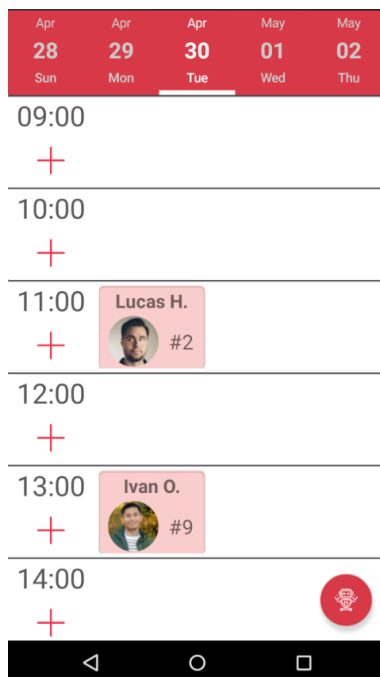 Apr Apr Apr May May
28 29 30 01 02
Sun Mon Tue Wed Thu
09:00
10:00
11:00
Lucas H.
#2
12:00
13:00
Ivan O.
#9
14:00